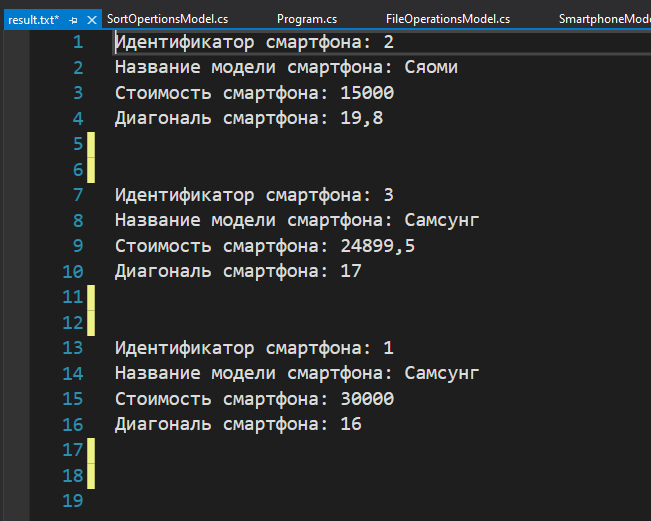 result.txt* SortOpertionsModel.cs Program.cs FileOperationsModel.cs SmartphoneMode
1 Идентификатор смартфона: 2
2 Название модели смартфона: Сяоми
3 Стоимость смартфона: 15000
4 Диагональ смартфона: 19,8
5
6
7 Идентификатор смартфона: 3
8 Название модели смартфона: Самсунг
9 Стоимость смартфона: 24899,5
10 Диагональ смартфона: 17
11
12
13 Идентификатор смартфона: 1
14 Название модели смартфона: Самсунг
15 Стоимость смартфона: 30000
16 Диагональ смартфона: 16
17
18
19